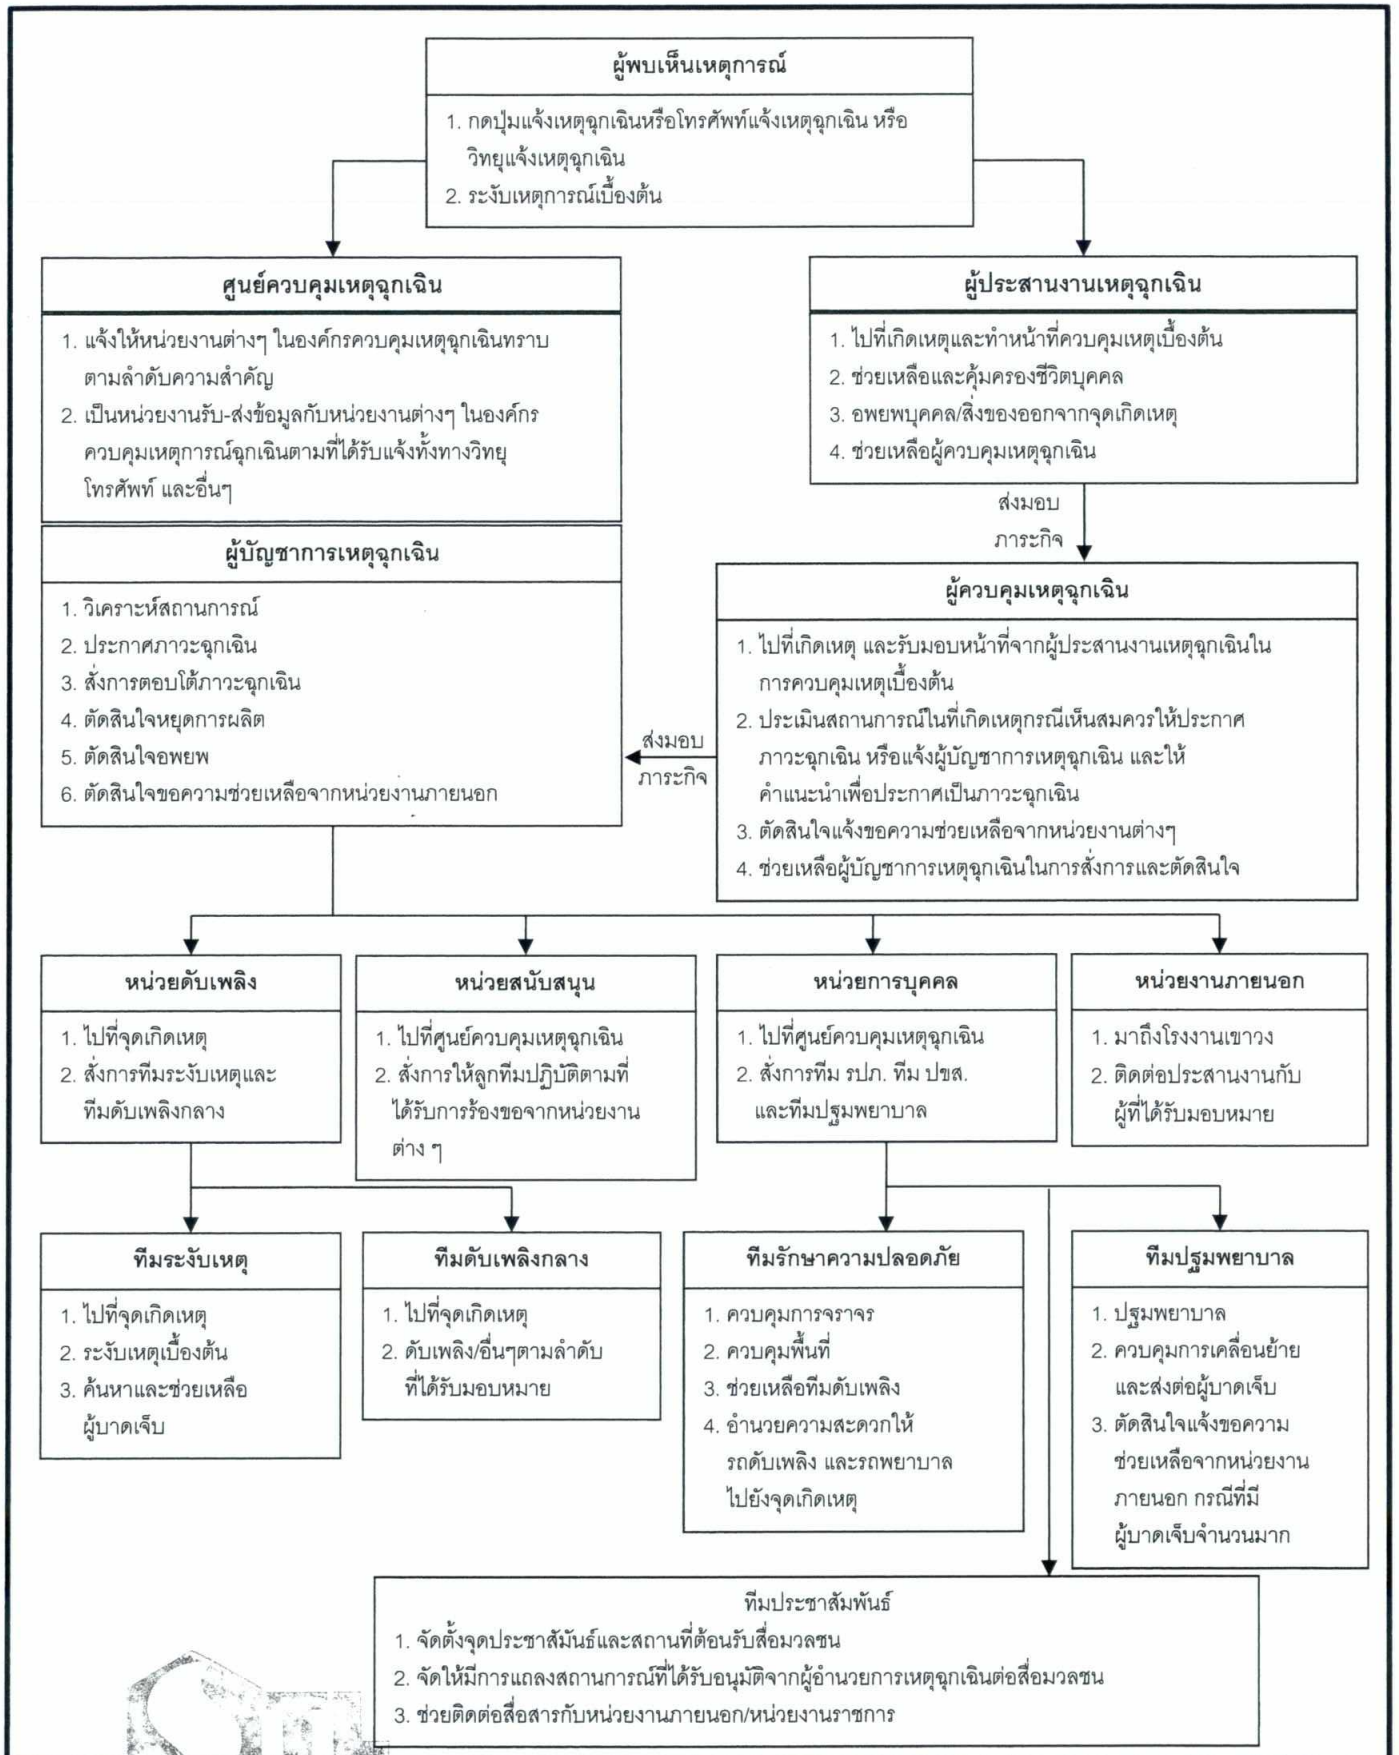 ผู้พบเห็นเหตุการณ์
1. กดปุ่มแจ้งเหตุฉุกเฉินหรือโทรศัพท์แจ้งเหตุฉุกเฉิน หรือ
วิทยุแจ้งเหตุฉุกเฉิน
2. ระงับเหตุการณ์เบื้องต้น
ศูนย์ควบคุมเหตุฉุกเฉิน
1. แจ้งให้หน่วยงานต่างๆ ในองค์กรควบคุมเหตุฉุกเฉินทราบ
ตามลำดับความสำคัญ
2. เป็นหน่วยงานรับ-ส่งข้อมูลกับหน่วยงานต่างๆ ในองค์กร
ควบคุมเหตุการณ์ฉุกเฉินตามที่ได้รับแจ้งทั้งทางวิทยุ
โทรศัพท์ และอื่นๆ
ผู้ประสานงานเหตุฉุกเฉิน
1. ไปที่เกิดเหตุและทำหน้าที่ควบคุมเหตุเบื้องต้น
2. ช่วยเหลือและคุ้มครองชีวิตบุคคล
3. อพยพบุคคล/สิ่งของออกจากจุดเกิดเหตุ
4. ช่วยเหลือผู้ควบคุมเหตุฉุกเฉิน
ส่งมอบ
ภาระกิจ
ผู้บัญชาการเหตุฉุกเฉิน
1. วิเคราะห์สถานการณ์
2. ประกาศภาวะฉุกเฉิน
3. สั่งการตอบโต้ภาวะฉุกเฉิน
4. ตัดสินใจหยุดการผลิต
5. ตัดสินใจอพยพ
6. ตัดสินใจขอความช่วยเหลือจากหน่วยงานภายนอก
ส่งมอบ
ภาระกิจ
ผู้ควบคุมเหตุฉุกเฉิน
1. ไปที่เกิดเหตุ และรับมอบหน้าที่จากผู้ประสานงานเหตุฉุกเฉินใน
การควบคุมเหตุเบื้องต้น
2. ประเมินสถานการณ์ในที่เกิดเหตุกรณีเห็นสมควรให้ประกาศ
ภาวะฉุกเฉิน หรือแจ้งผู้บัญชาการเหตุฉุกเฉิน และให้
คำแนะนำเพื่อประกาศเป็นภาวะฉุกเฉิน
3. ตัดสินใจแจ้งขอความช่วยเหลือจากหน่วยงานต่างๆ
4. ช่วยเหลือผู้บัญชาการเหตุฉุกเฉินในการสั่งการและตัดสินใจ
หน่วยดับเพลิง
1. ไปที่จุดเกิดเหตุ
2. สั่งการทีมระงับเหตุและ
ทีมดับเพลิงกลาง
หน่วยสนับสนุน
1. ไปที่ศูนย์ควบคุมเหตุฉุกเฉิน
2. สั่งการให้ลูกทีมปฏิบัติตามที่
ได้รับการร้องขอจากหน่วยงาน
ต่าง ๆ
หน่วยการบุคคล
1. ไปที่ศูนย์ควบคุมเหตุฉุกเฉิน
2. สั่งการทีม รปภ. ทีม ปชส.
และทีมปฐมพยาบาล
หน่วยงานภายนอก
1. มาถึงโรงงานเขาวง
2. ติดต่อประสานงานกับ
ผู้ที่ได้รับมอบหมาย
ทีมระงับเหตุ
1. ไปที่จุดเกิดเหตุ
2. ระงับเหตุเบื้องต้น
3. ค้นหาและช่วยเหลือ
ผู้บาดเจ็บ
ทีมดับเพลิงกลาง
1. ไปที่จุดเกิดเหตุ
2. ดับเพลิง/อื่นๆตามลำดับ
ที่ได้รับมอบหมาย
ทีมรักษาความปลอดภัย
1. ควบคุมการจราจร
2. ควบคุมพื้นที่
3. ช่วยเหลือทีมดับเพลิง
4. อำนวยความสะดวกให้
รถดับเพลิง และรถพยาบาล
ไปยังจุดเกิดเหตุ
ทีมปฐมพยาบาล
1. ปฐมพยาบาล
2. ควบคุมการเคลื่อนย้าย
และส่งต่อผู้บาดเจ็บ
3. ตัดสินใจแจ้งขอความ
ช่วยเหลือจากหน่วยงาน
ภายนอก กรณีที่มี
ผู้บาดเจ็บจำนวนมาก
ทีมประชาสัมพันธ์
1. จัดตั้งจุดประชาสัมันธ์และสถานที่ต้อนรับสื่อมวลชน
2. จัดให้มีการแถลงสถานการณ์ที่ได้รับอนุมัติจากผู้อำนวยการเหตุฉุกเฉินต่อสื่อมวลชน
3. ช่วยติดต่อสื่อสารกับหน่วยงานภายนอก/หน่วยงานราชการ